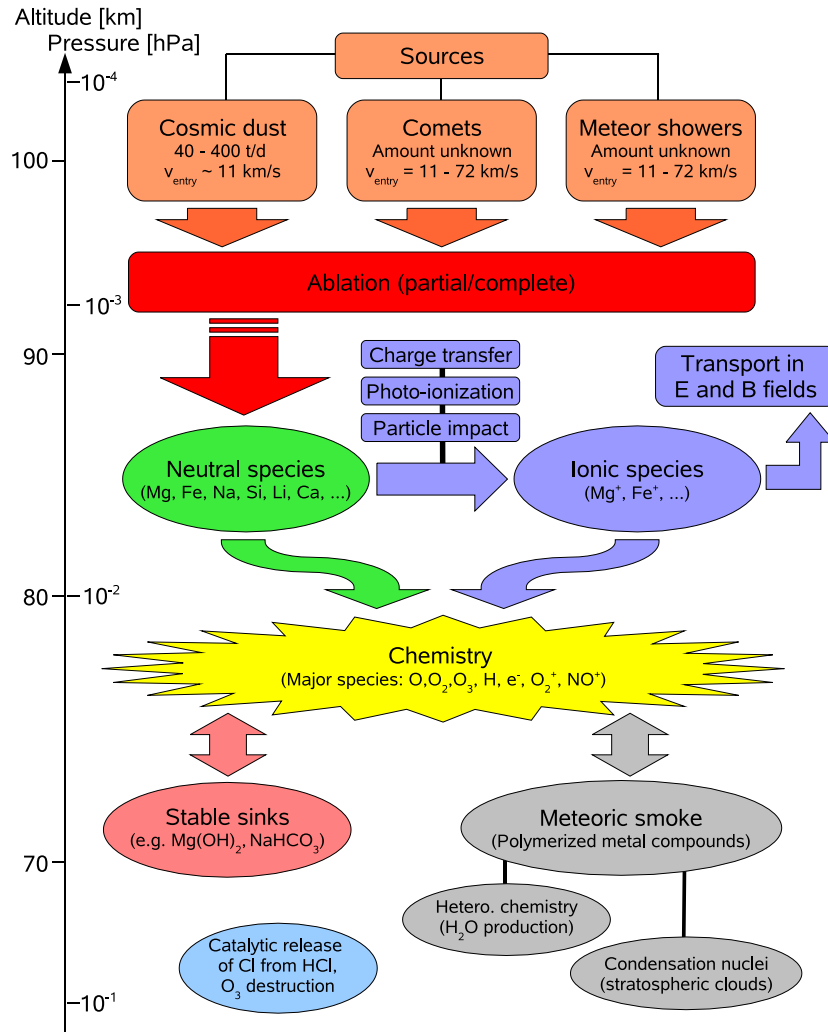 Altitude [km]
Pressure [hPa]
10⁻⁴
100
10⁻³
90
80
10⁻²
70
10⁻¹
Sources
Cosmic dust
40 - 400 t/d
v_entry ~ 11 km/s
Comets
Amount unknown
v_entry = 11 - 72 km/s
Meteor showers
Amount unknown
v_entry = 11 - 72 km/s
Ablation (partial/complete)
Charge transfer
Photo-ionization
Particle impact
Transport in
E and B fields
Neutral species
(Mg, Fe, Na, Si, Li, Ca, ...)
Ionic species
(Mg⁺, Fe⁺, ...)
Chemistry
(Major species: O,O₂,O₃, H, e⁻, O₂⁺, NO⁺)
Stable sinks
(e.g. Mg(OH)₂, NaHCO₃)
Meteoric smoke
(Polymerized metal compounds)
Hetero. chemistry
(H₂O production)
Catalytic release
of Cl from HCl,
O₃ destruction
Condensation nuclei
(stratospheric clouds)